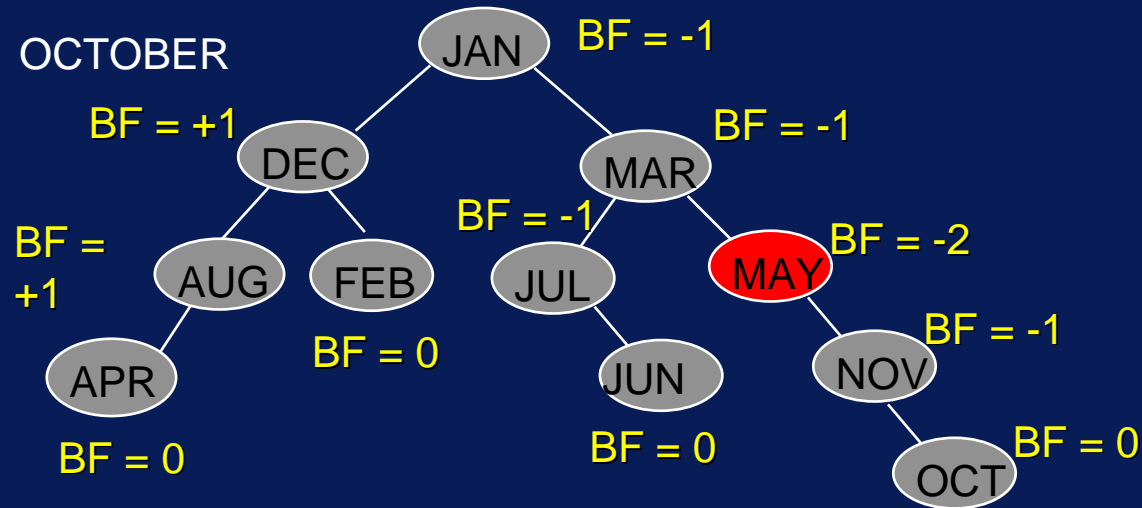 JAN
BF = -1
OCTOBER
BF = +1
BF = -1
DEC
MAR
BF = -1
BF =
+1
BF = -2
AUG
FEB
JUL
MAY
BF = 0
BF = -1
APR
JUN
NOV
BF = 0
BF = 0
BF = 0
OCT